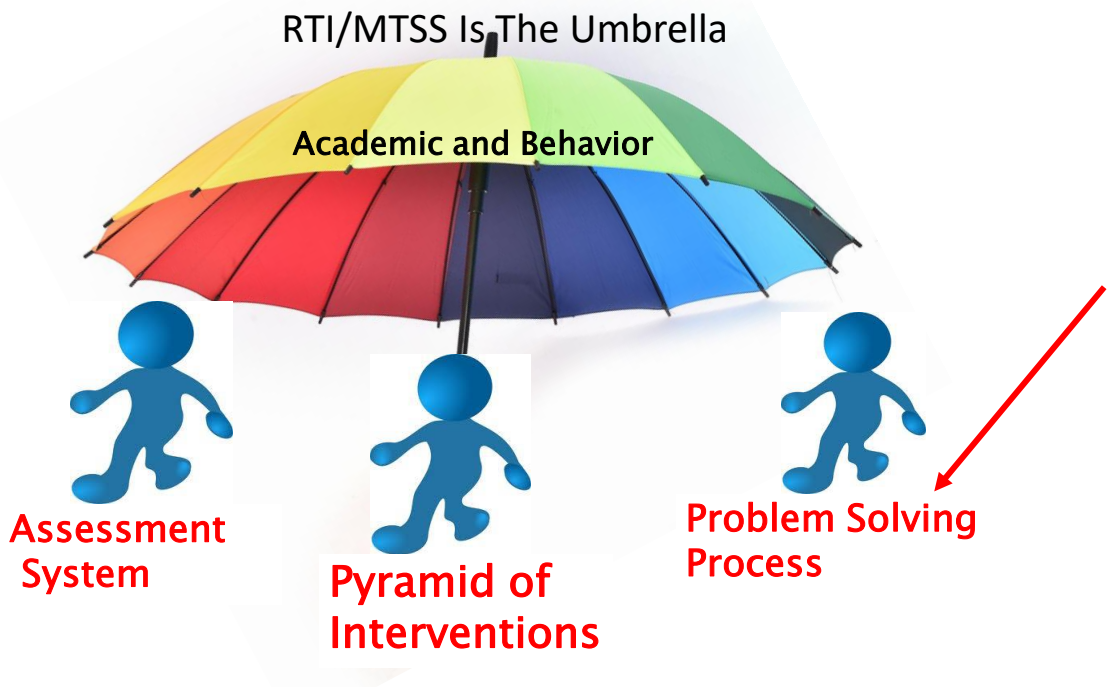 RTI/MTSS Is The Umbrella
Academic and Behavior
Assessment
System
Pyramid of
Interventions
Problem Solving
Process